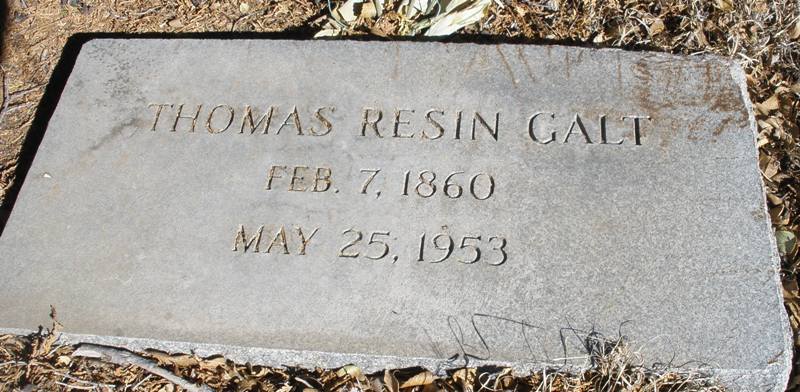 THOMAS RESIN GALT
FEB. 7, 1860
MAY 25, 1953